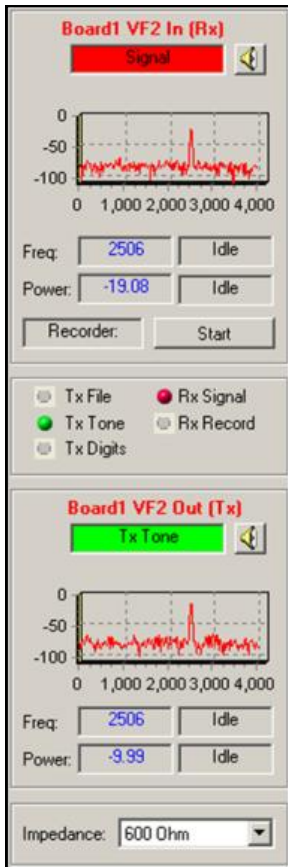 Board1 VF2 In (Rx)
Signal
0
-50
-100
0 1,000 2,000 3,000 4,000
Freq: 2506 Idle
Power: -19.08 Idle
Recorder: Start
Tx File Rx Signal
Tx Tone Rx Record
Tx Digits
Board1 VF2 Out (Tx)
Tx Tone
0
-50
-100
0 1,000 2,000 3,000 4,000
Freq: 2506 Idle
Power: -9.99 Idle
Impedance: 600 Ohm